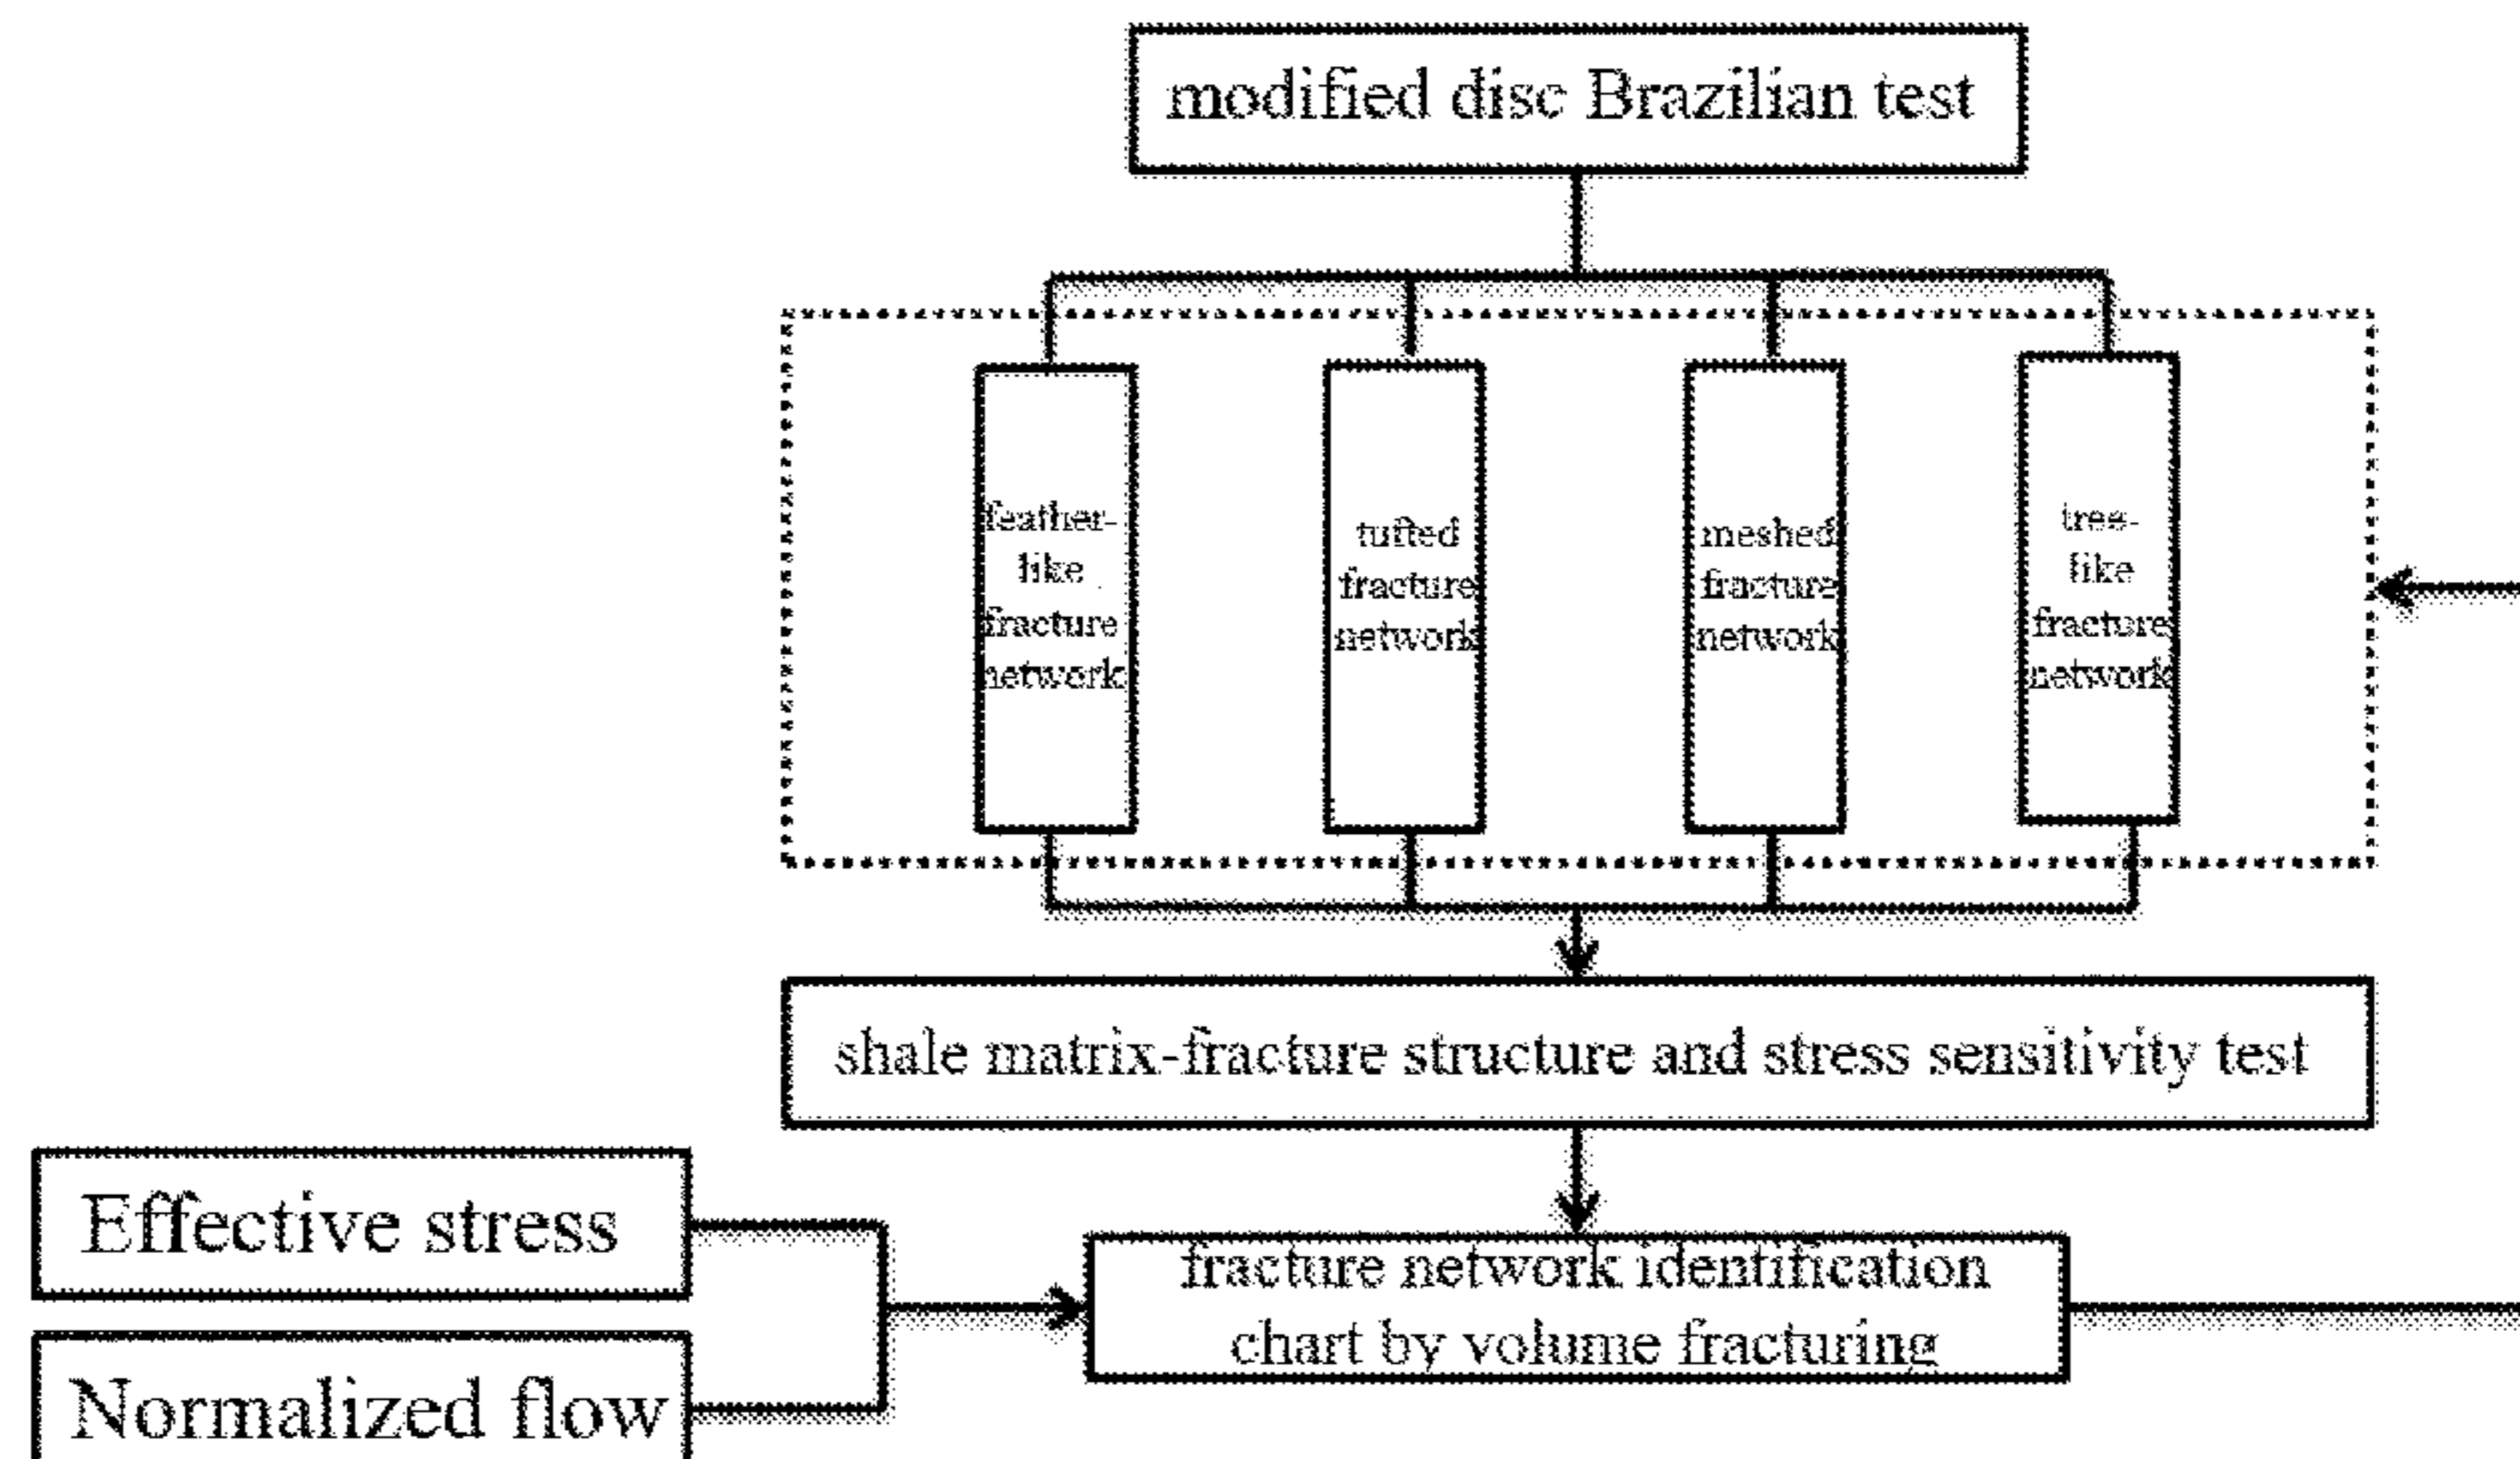 modified disc Brazilian test
feather-
like
fracture
network
tufted
fracture
network
meshed
fracture
network
tree-
like
fracture
network
shale matrix-fracture structure and stress sensitivity test
Effective stress
fracture network identification
chart by volume fracturing
Normalized flow